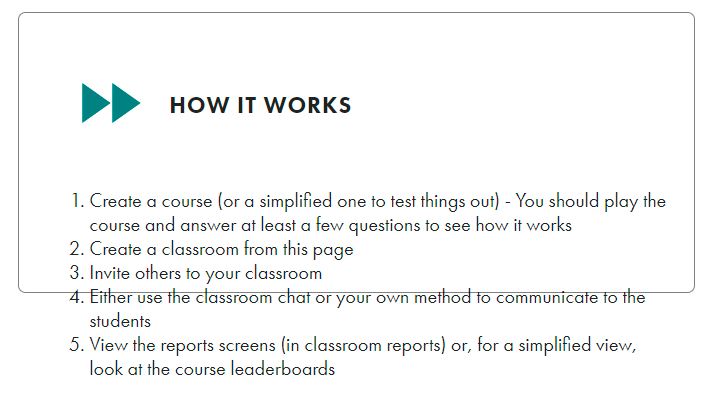 HOW IT WORKS
1. Create a course (or a simplified one to test things out) - You should play the
course and answer at least a few questions to see how it works
2. Create a classroom from this page
3. Invite others to your classroom
4. Either use the classroom chat or your own method to communicate to the
students
5. View the reports screens (in classroom reports) or, for a simplified view,
look at the course leaderboards